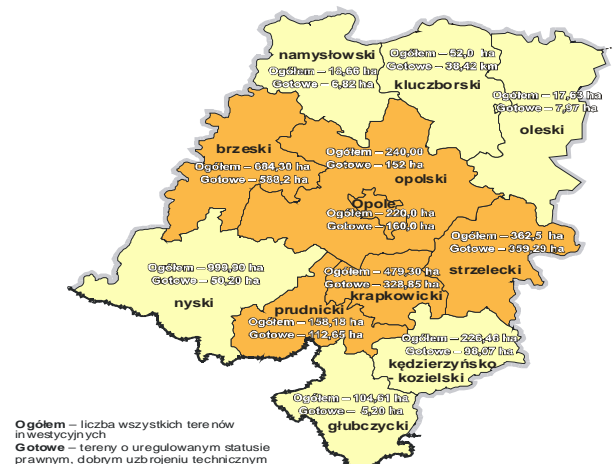 namysłowski
Ogółem – 18,66 ha
Gotowe – 6,82 ha
Ogółem – 52,0 ha
Gotowe – 38,42 km
kluczborski
Ogółem – 17,63 ha
Gotowe – 7,97 ha
oleski
brzeski
Ogółem – 684,30 ha
Gotowe – 588,2 ha
Ogółem – 240,00
Gotowe – 152 ha
opolski
Opole
Ogółem – 220,0 ha
Gotowe – 160,0 ha
Ogółem – 362,5 ha
Gotowe – 359,29 ha
strzelecki
Ogółem – 999,90 ha
Gotowe – 50,20 ha
nyski
Ogółem – 479,30 ha
Gotowe – 328,85 ha
krapkowicki
prudnicki
Ogółem – 158,18 ha
Gotowe – 112,65 ha
Ogółem – 226,46 ha
Gotowe – 98,07 ha
kędzierzyńsko
kozielski
Ogółem – 104,61 ha
Gotowe – 5,20 ha
głubczycki
Ogółem – liczba wszystkich terenów
inwestycyjnych
Gotowe – tereny o uregulowanym statusie
prawnym, dobrym uzbrojeniu technicznym